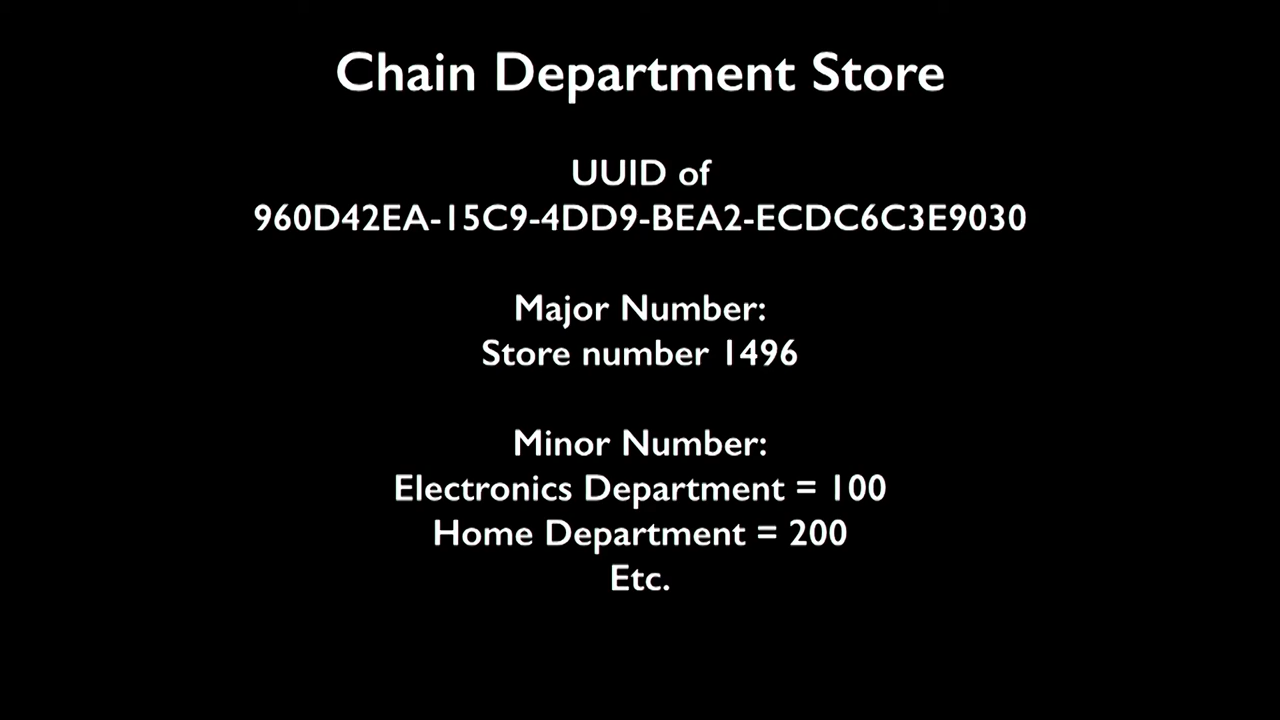 Chain Department Store
UUID of
960D42EA-15C9-4DD9-BEA2-ECDC6C3E9030
Major Number:
Store number 1496
Minor Number:
Electronics Department = 100
Home Department = 200
Etc.